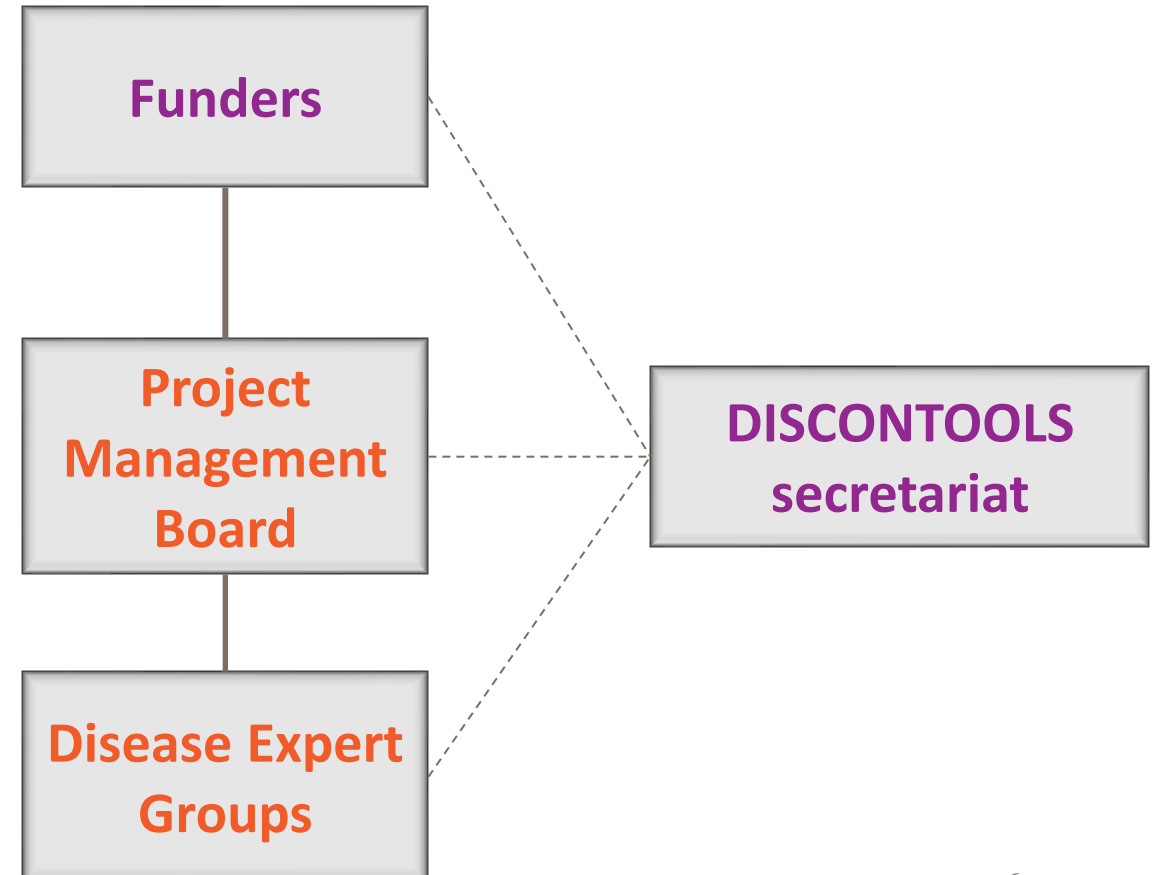 Funders
Project
Management
Board
DISCONTOOLS
secretariat
Disease Expert
Groups